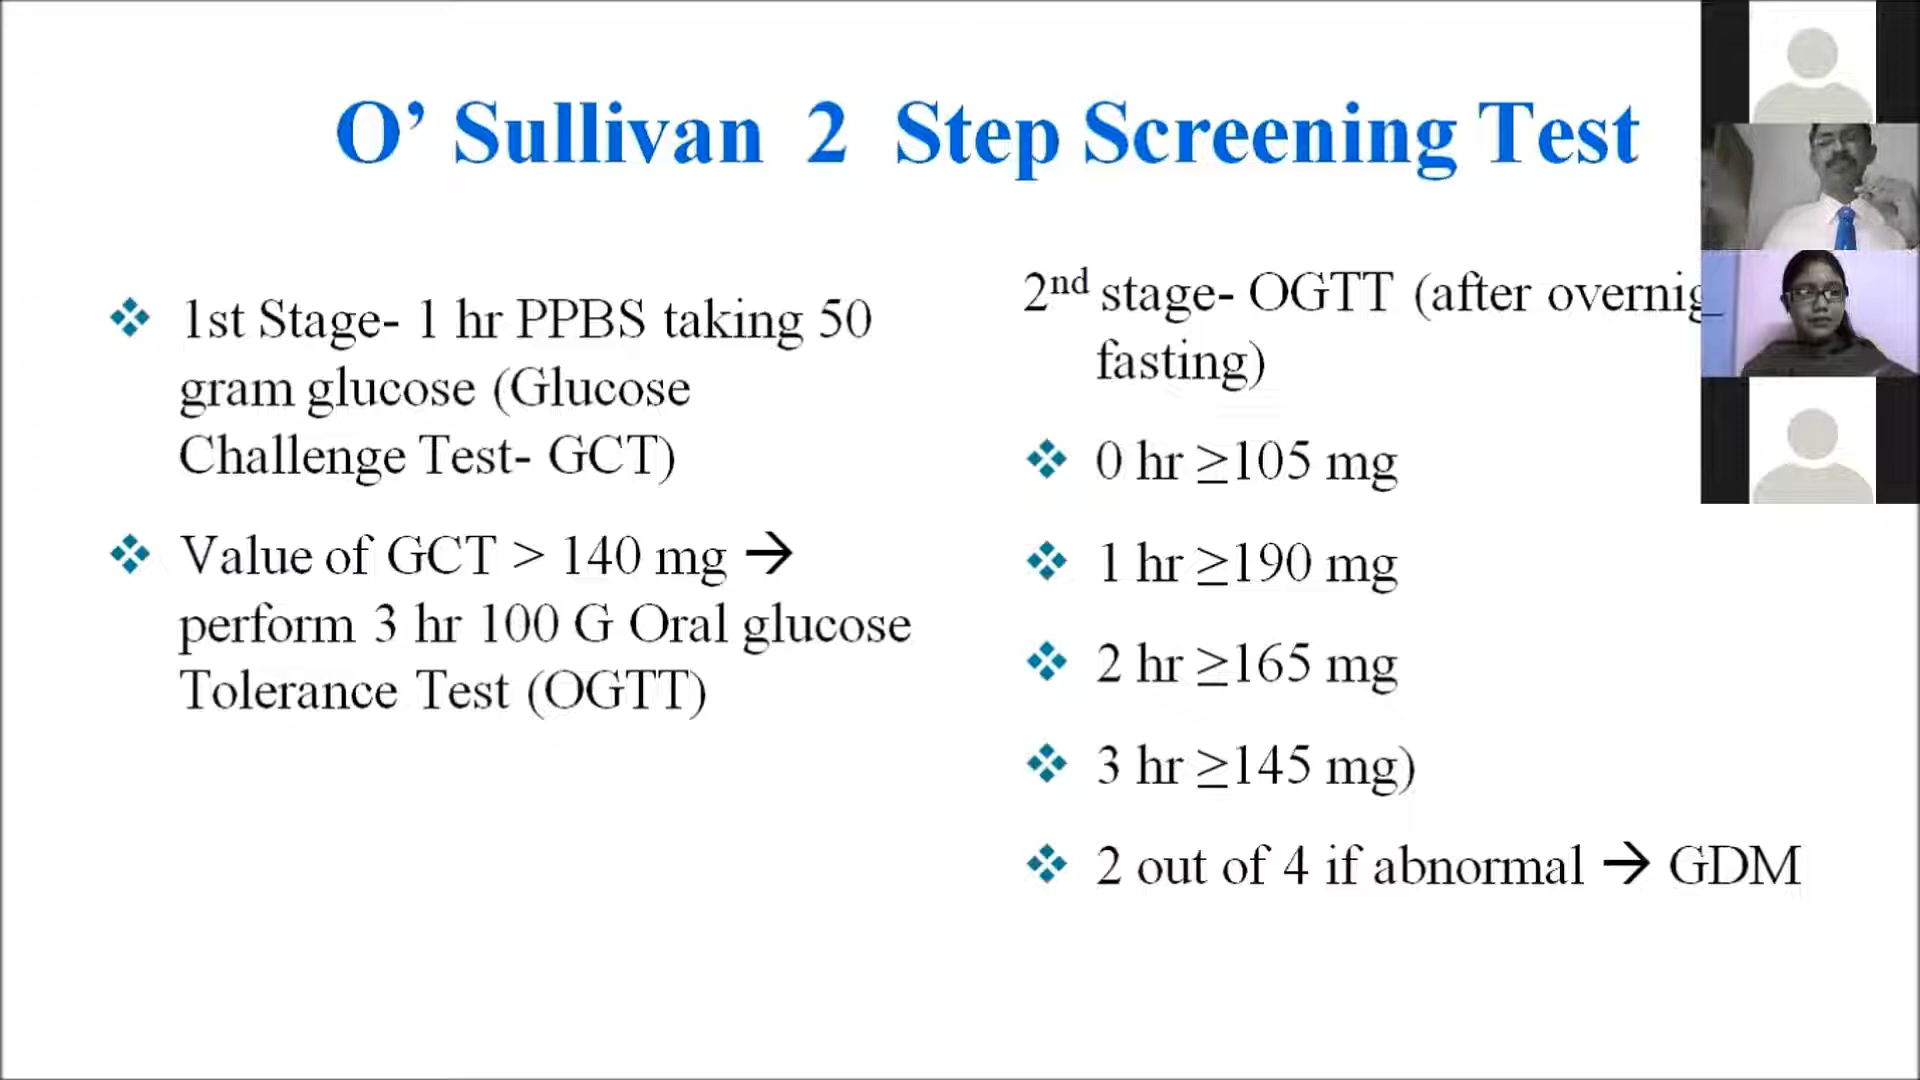 O’ Sullivan 2 Step Screening Test
1st Stage- 1 hr PPBS taking 50
gram glucose (Glucose
Challenge Test- GCT)
Value of GCT > 140 mg →
perform 3 hr 100 G Oral glucose
Tolerance Test (OGTT)
2nd stage- OGTT (after
fasting)
0 hr ≥105 mg
1 hr ≥190 mg
2 hr ≥165 mg
3 hr ≥145 mg)
2 out of 4 if abnormal → GDM